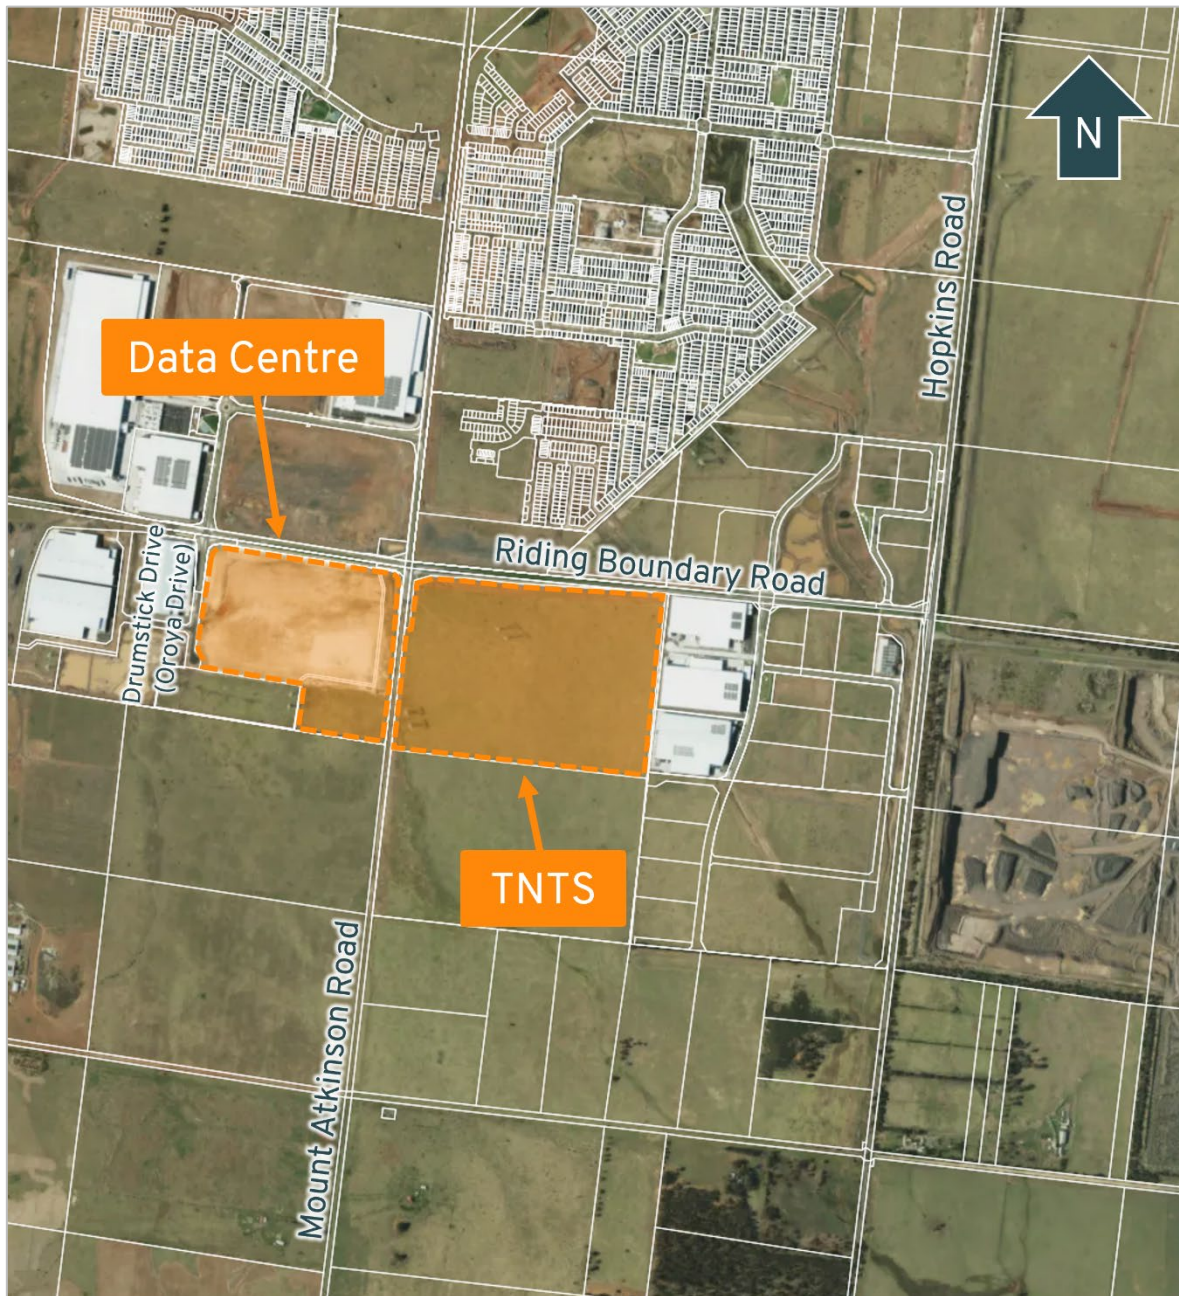 N
Hopkins Road
Data Centre
Riding Boundary Road
Drumstick Drive
(Oroya Drive)
TNTS
Mount Atkinson Road